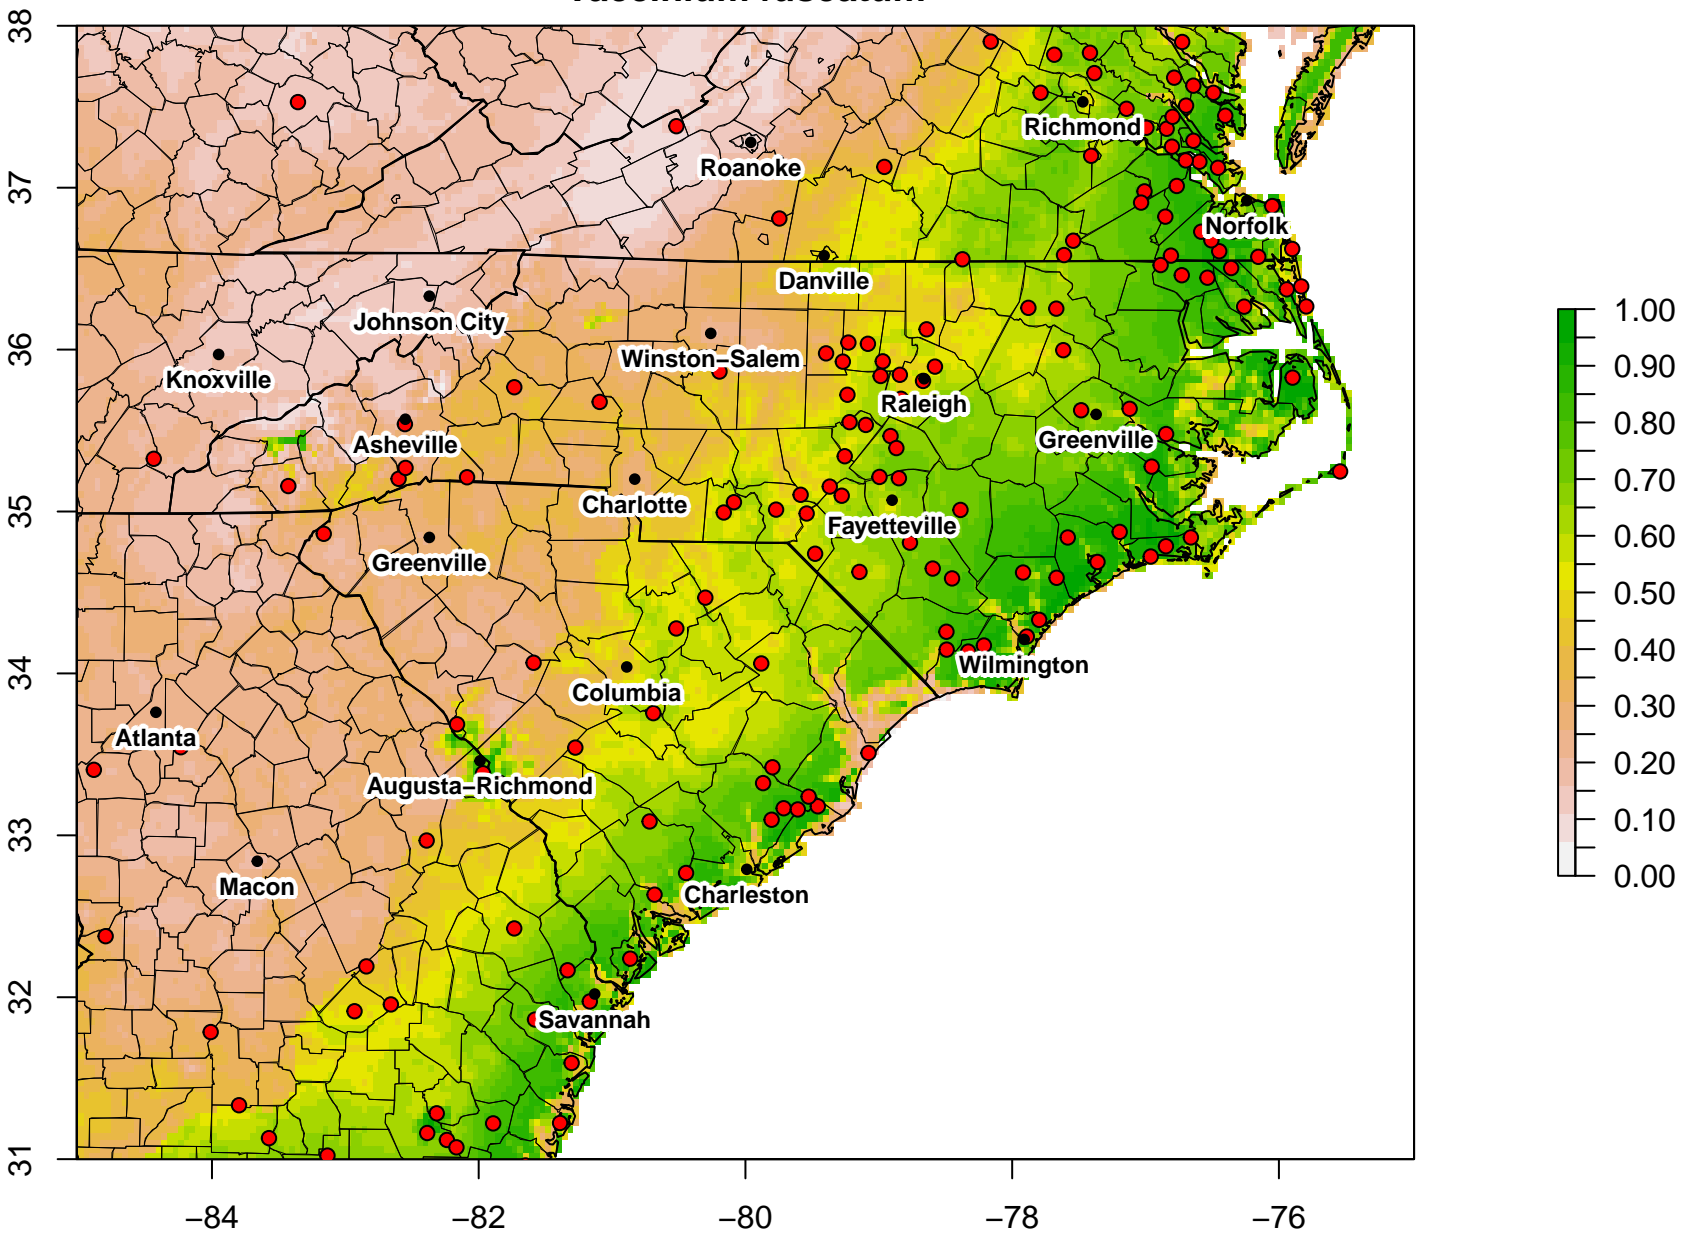 38
37
36
35
34
33
32
31
Richmond
Roanoke
Norfolk
Danville
Johnson City
Winston–Salem
Knoxville
Raleigh
Greenville
Asheville
Charlotte
Fayetteville
Greenville
Wilmington
Columbia
Atlanta
Augusta–Richmond
Macon
Charleston
Savannah
−84
−82
−80
−78
−76
1.00
0.90
0.80
0.70
0.60
0.50
0.40
0.30
0.20
0.10
0.00